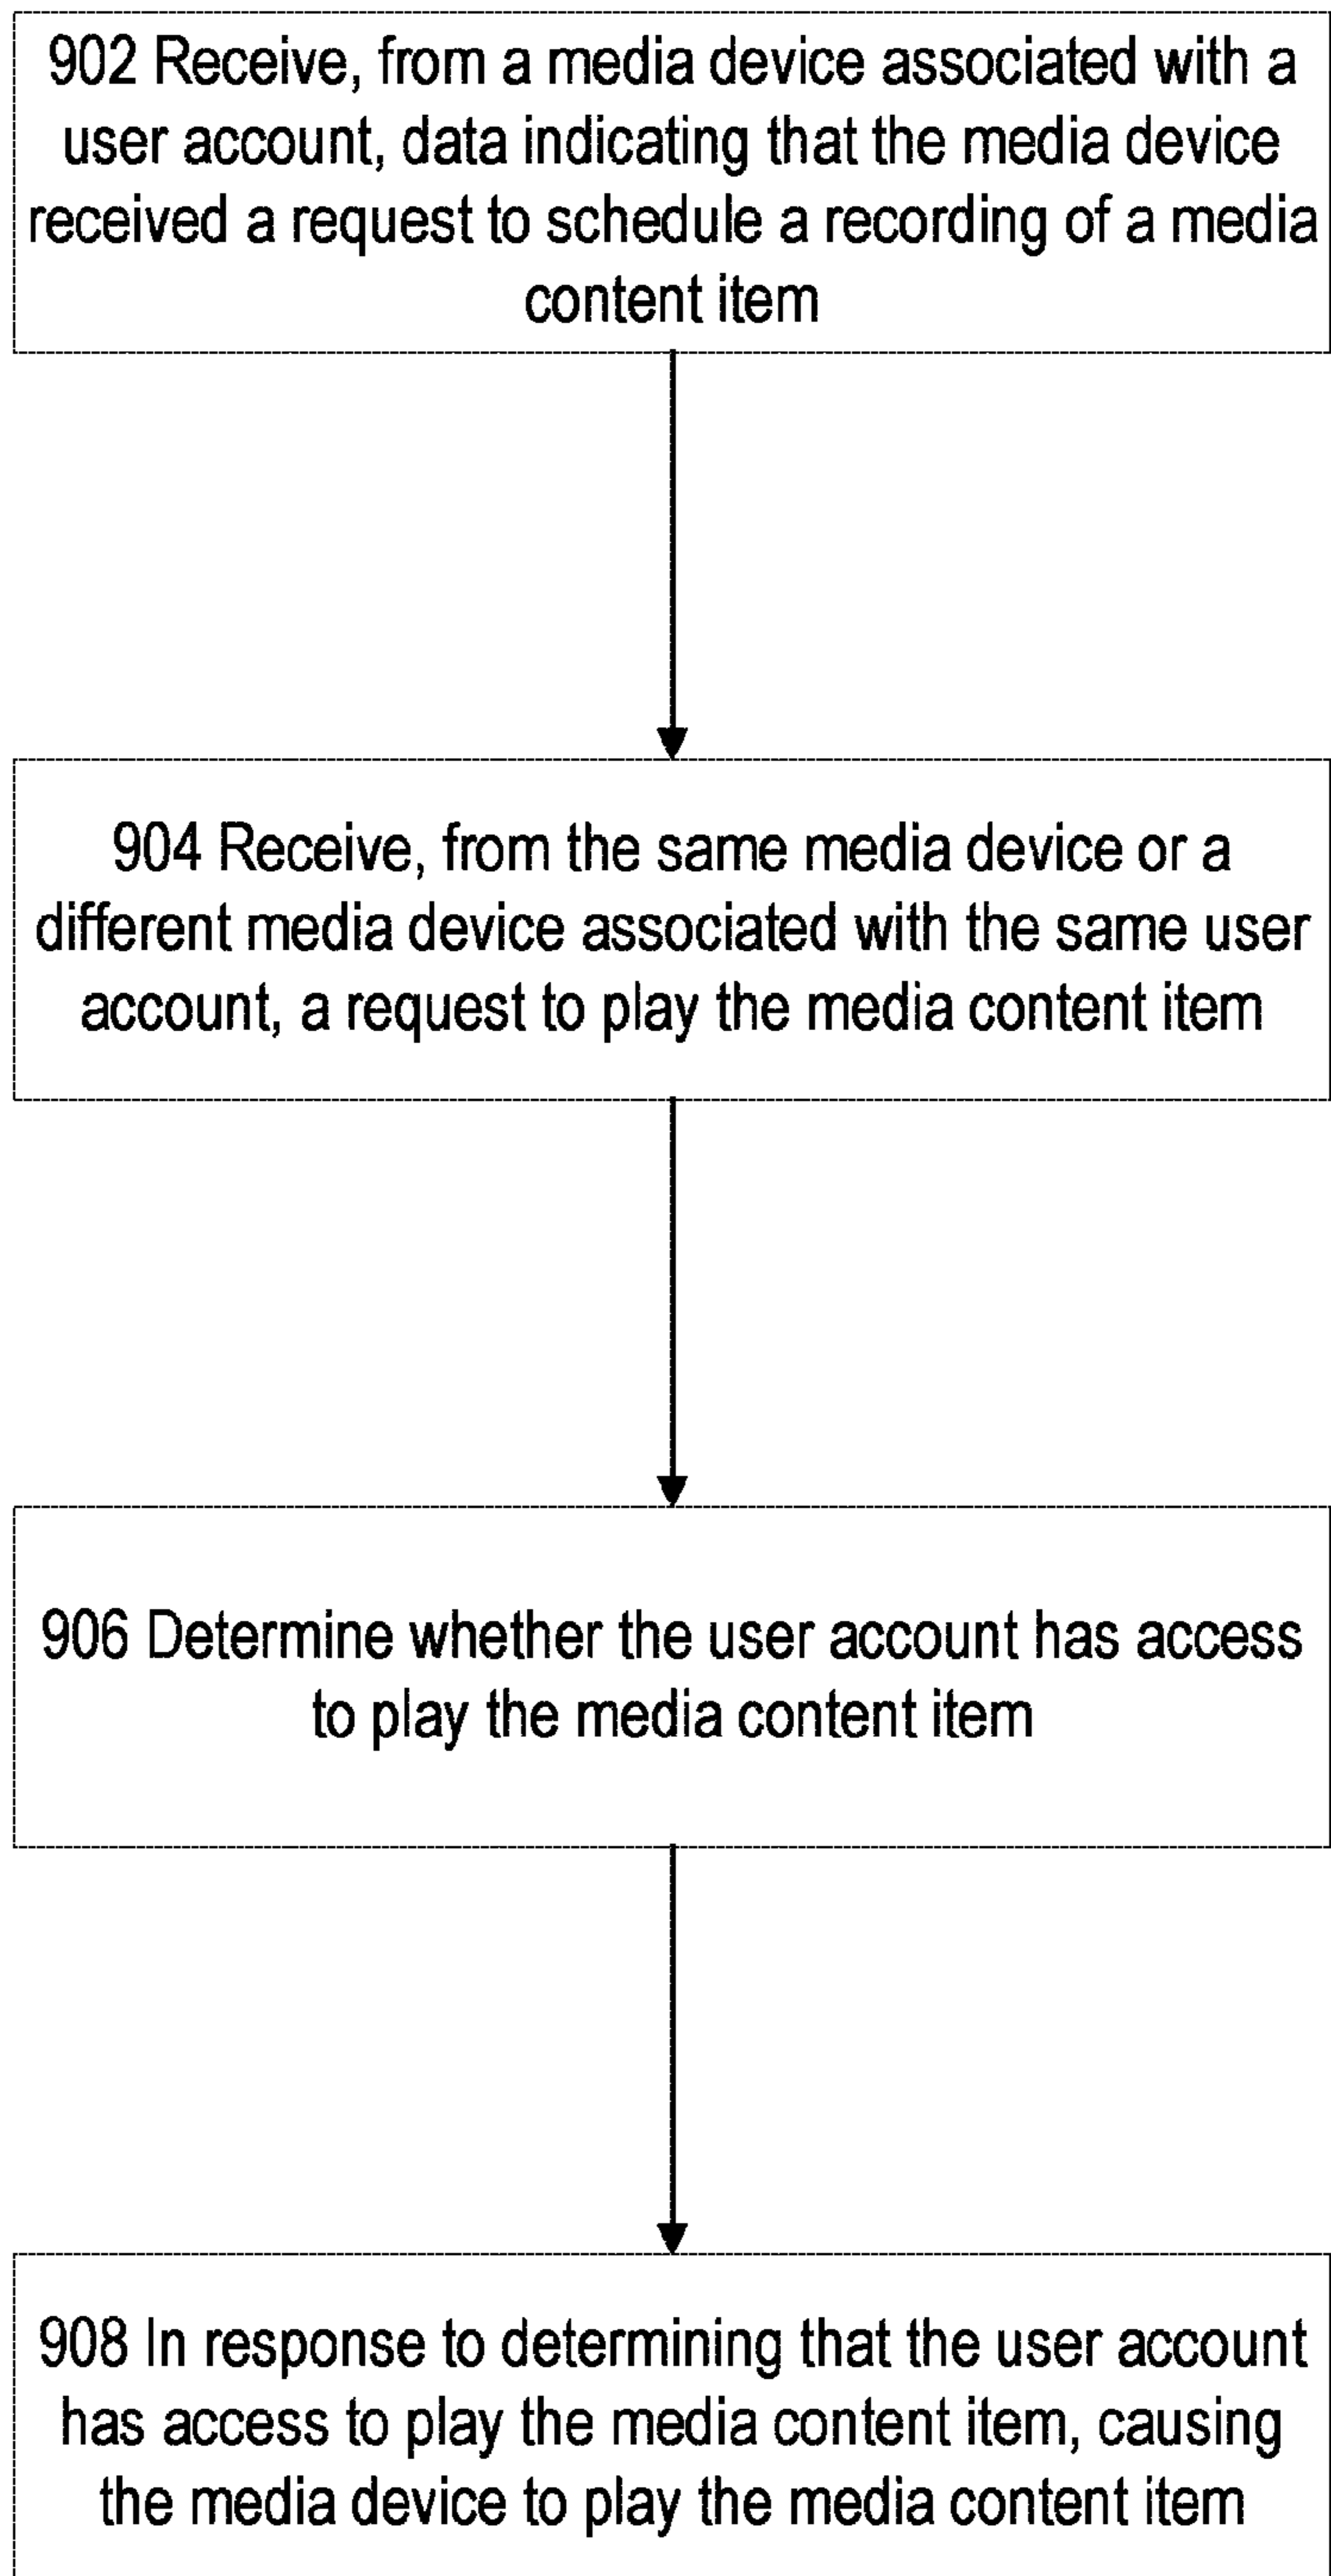 902 Receive, from a media device associated with a
user account, data indicating that the media device
received a request to schedule a recording of a media
content item
904 Receive, from the same media device or a
different media device associated with the same user
account, a request to play the media content item
906 Determine whether the user account has access
to play the media content item
908 In response to determining that the user account
has access to play the media content item, causing
the media device to play the media content item